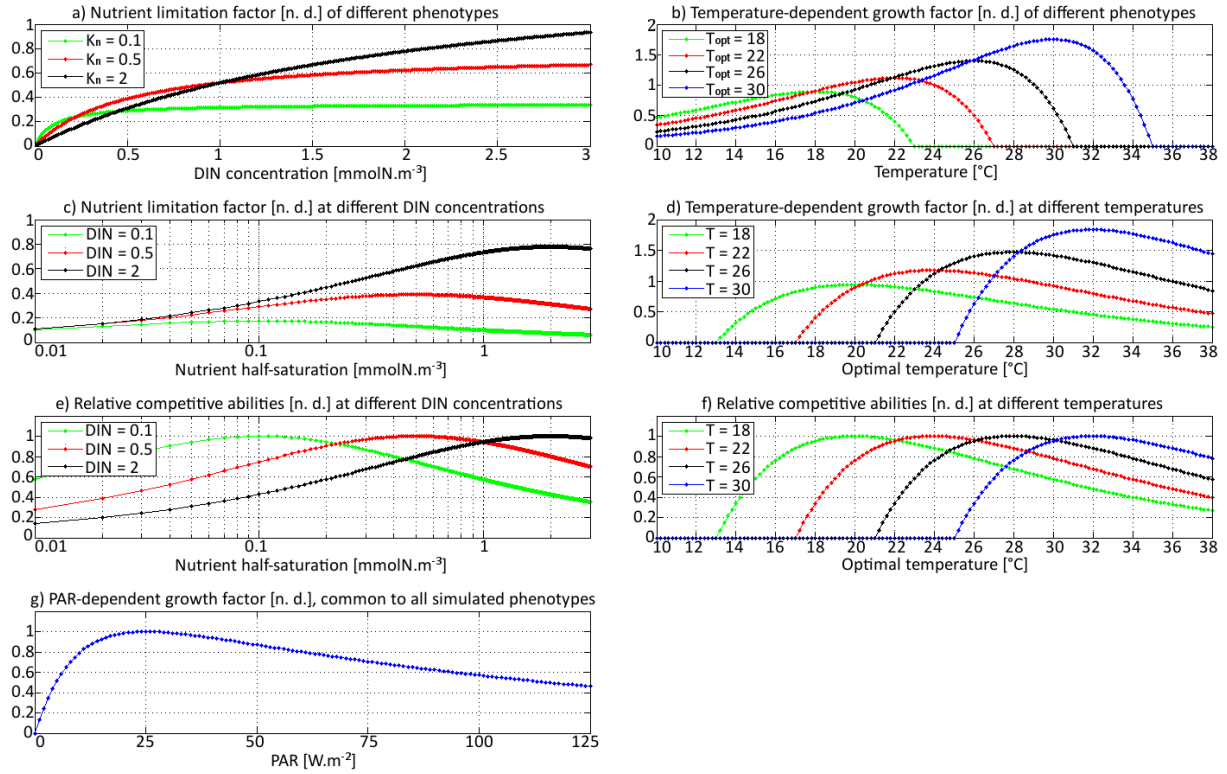 a) Nutrient limitation factor [n. d.] of different phenotypes
1
0.8
0.6
0.4
0.2
0
Kn = 0.1
Kn = 0.5
Kn = 2
0 0.5 1 1.5 2 2.5 3
DIN concentration [mmolN.m⁻³]
b) Temperature-dependent growth factor [n. d.] of different phenotypes
2
1.5
1
0.5
0
Topt = 18
Topt = 22
Topt = 26
Topt = 30
10 12 14 16 18 20 22 24 26 28 30 32 34 36 38
Temperature [°C]
c) Nutrient limitation factor [n. d.] at different DIN concentrations
1
0.8
0.6
0.4
0.2
0
DIN = 0.1
DIN = 0.5
DIN = 2
0.01 0.1 1
Nutrient half-saturation [mmolN.m⁻³]
d) Temperature-dependent growth factor [n. d.] at different temperatures
2
1.5
1
0.5
0
T = 18
T = 22
T = 26
T = 30
10 12 14 16 18 20 22 24 26 28 30 32 34 36 38
Optimal temperature [°C]
e) Relative competitive abilities [n. d.] at different DIN concentrations
1
0.8
0.6
0.4
0.2
0
DIN = 0.1
DIN = 0.5
DIN = 2
0.01 0.1 1
Nutrient half-saturation [mmolN.m⁻³]
f) Relative competitive abilities [n. d.] at different temperatures
1
0.8
0.6
0.4
0.2
0
T = 18
T = 22
T = 26
T = 30
10 12 14 16 18 20 22 24 26 28 30 32 34 36 38
Optimal temperature [°C]
g) PAR-dependent growth factor [n. d.], common to all simulated phenotypes
1
0.8
0.6
0.4
0.2
0
0 25 50 75 100 125
PAR [W.m⁻²]